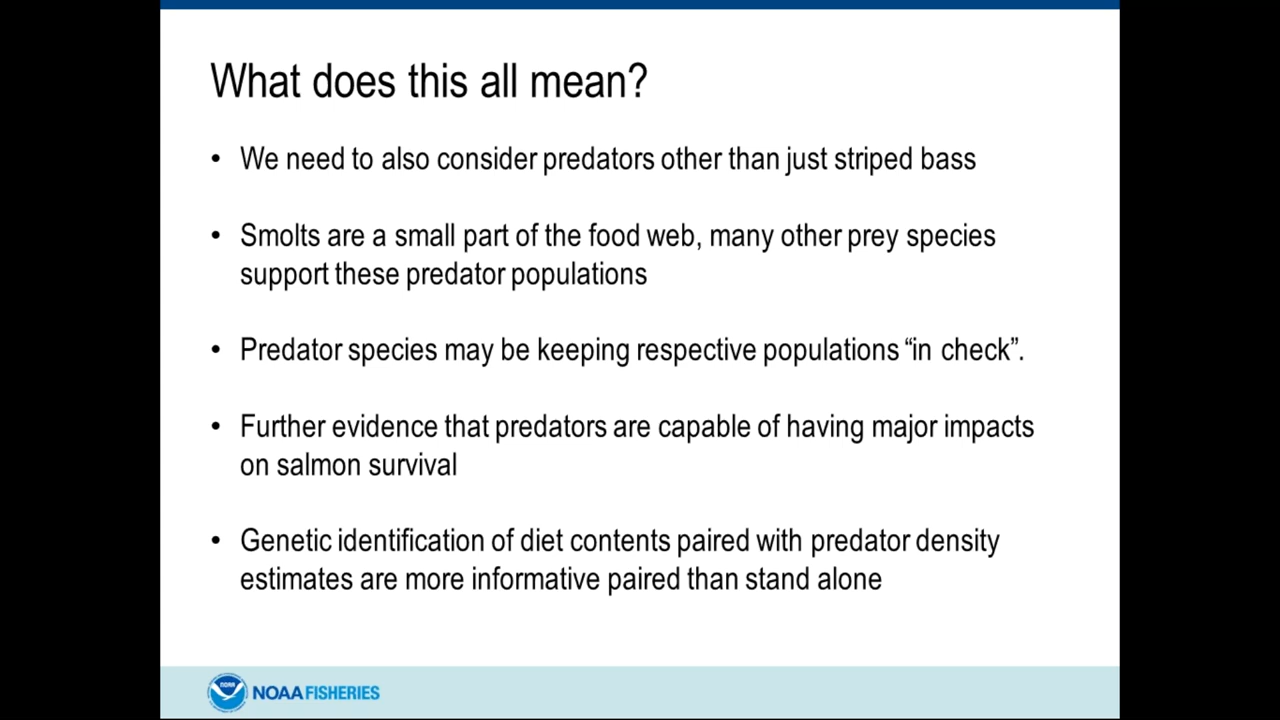 What does this all mean?
• We need to also consider predators other than just striped bass
• Smolts are a small part of the food web, many other prey species
support these predator populations
• Predator species may be keeping respective populations “in check”.
• Further evidence that predators are capable of having major impacts
on salmon survival
• Genetic identification of diet contents paired with predator density
estimates are more informative paired than stand alone
NOAA
NOAA FISHERIES